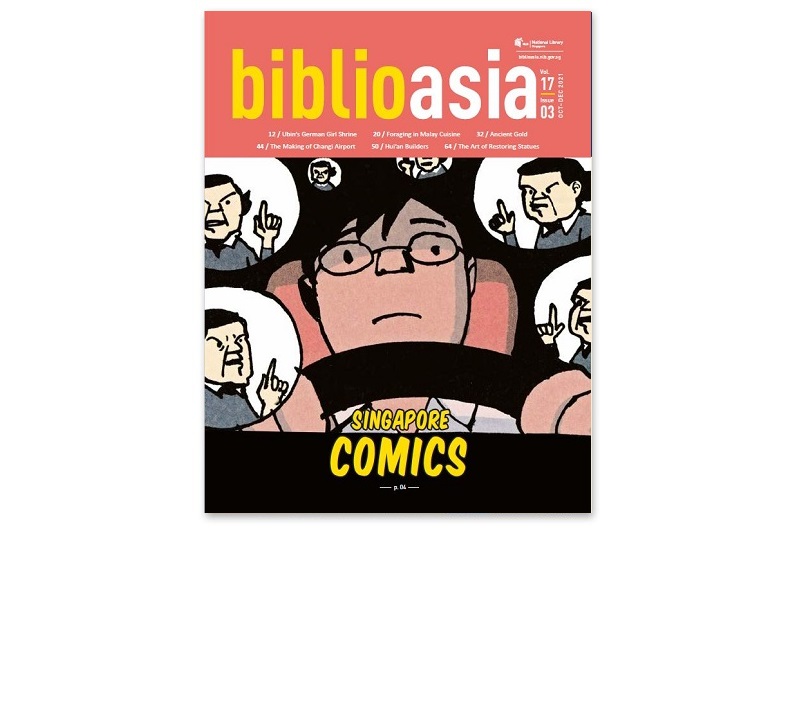 National Library
Singapore
biblioasia.nlb.gov.sg
biblioasia
Vol.
17
Issue
03
OCT–DEC 2021
12 / Ubin's German Girl Shrine 20 / Foraging in Malay Cuisine 32 / Ancient Gold
44 / The Making of Changi Airport 50 / Hui'an Builders 64 / The Art of Restoring Statues
SINGAPORE
COMICS
p. 04